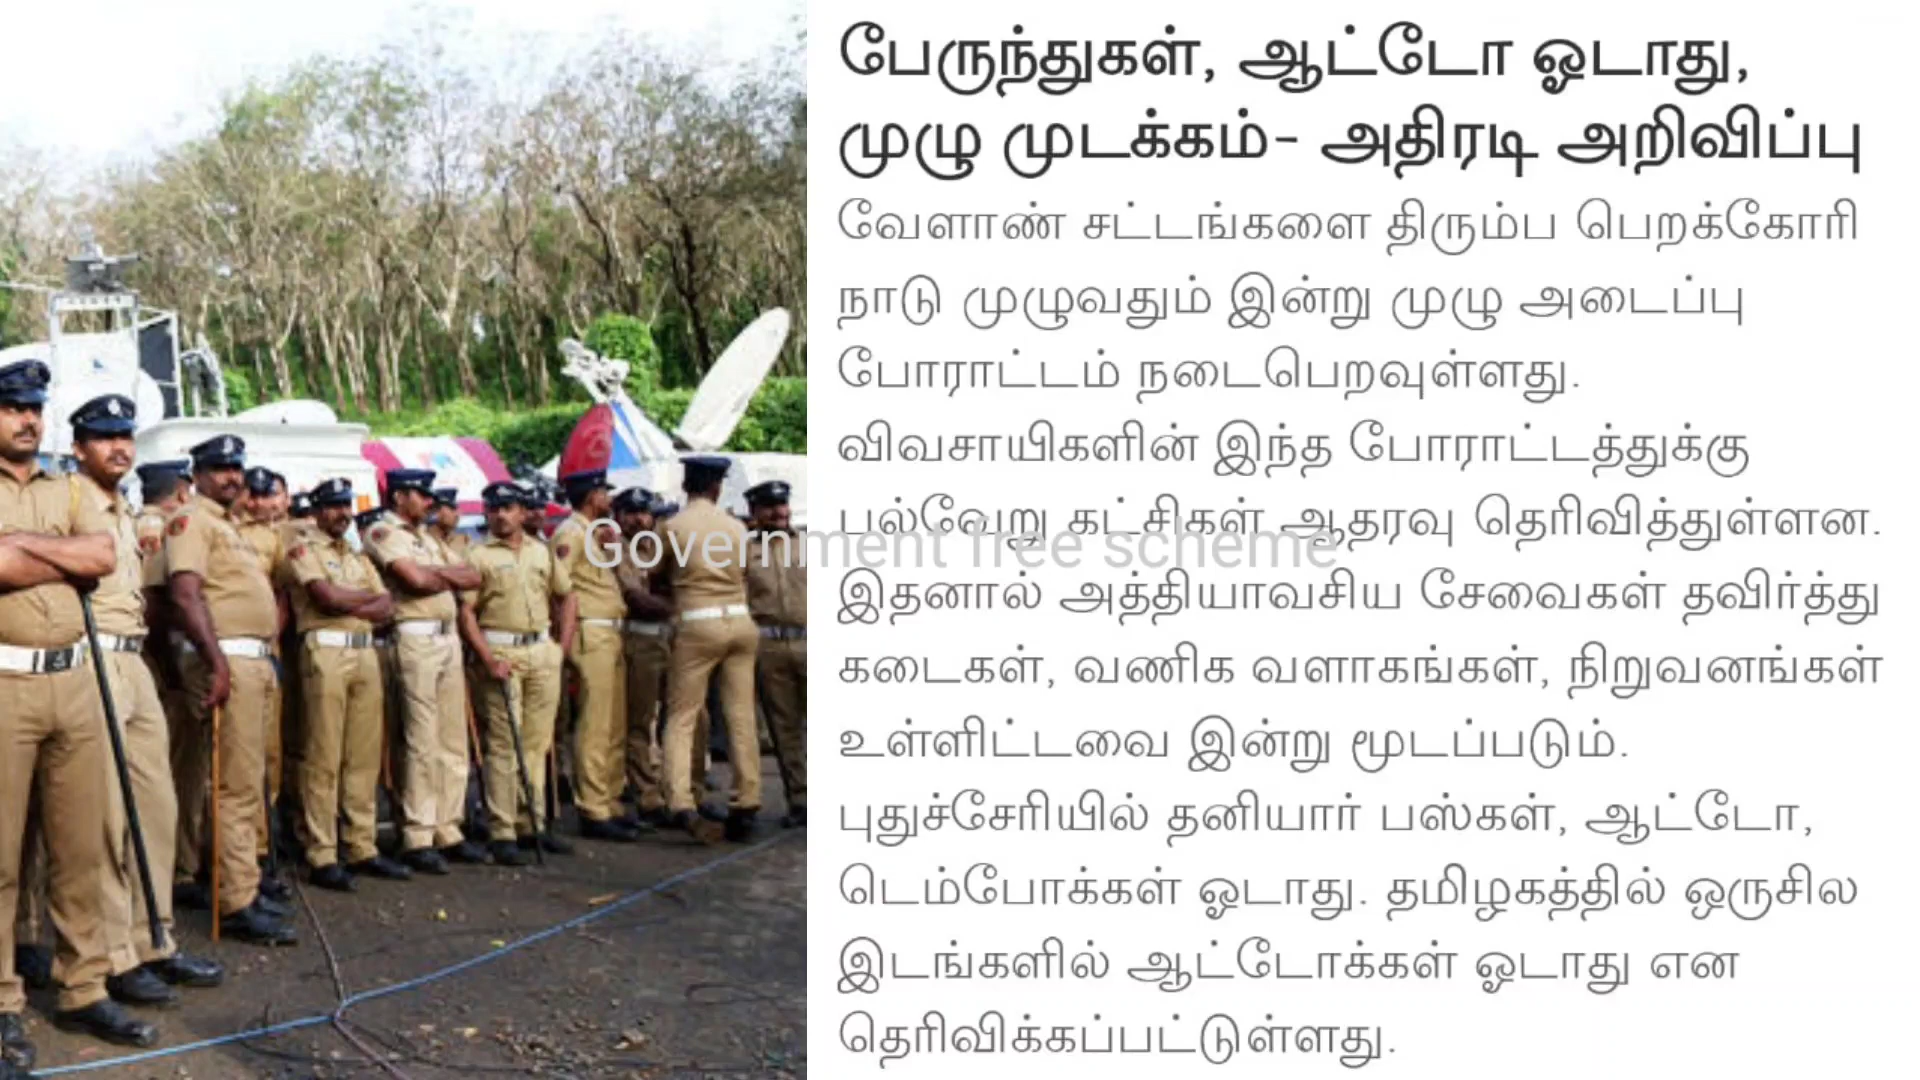 பேருந்துகள், ஆட்டோ ஓடாது,
முழு முடக்கம்- அதிரடி அறிவிப்பு
வேளாண் சட்டங்களை திரும்ப பெறக்கோரி
நாடு முழுவதும் இன்று முழு அடைப்பு
போராட்டம் நடைபெறவுள்ளது.
விவசாயிகளின் இந்த போராட்டத்துக்கு
பல்வேறு கட்சிகள் ஆதரவு தெரிவித்துள்ளன.
Government free scheme
இதனால் அத்தியாவசிய சேவைகள் தவிர்த்து
கடைகள், வணிக வளாகங்கள், நிறுவனங்கள்
உள்ளிட்டவை இன்று மூடப்படும்.
புதுச்சேரியில் தனியார் பஸ்கள், ஆட்டோ,
டெம்போக்கள் ஓடாது. தமிழகத்தில் ஒருசில
இடங்களில் ஆட்டோக்கள் ஓடாது என
தெரிவிக்கப்பட்டுள்ளது.